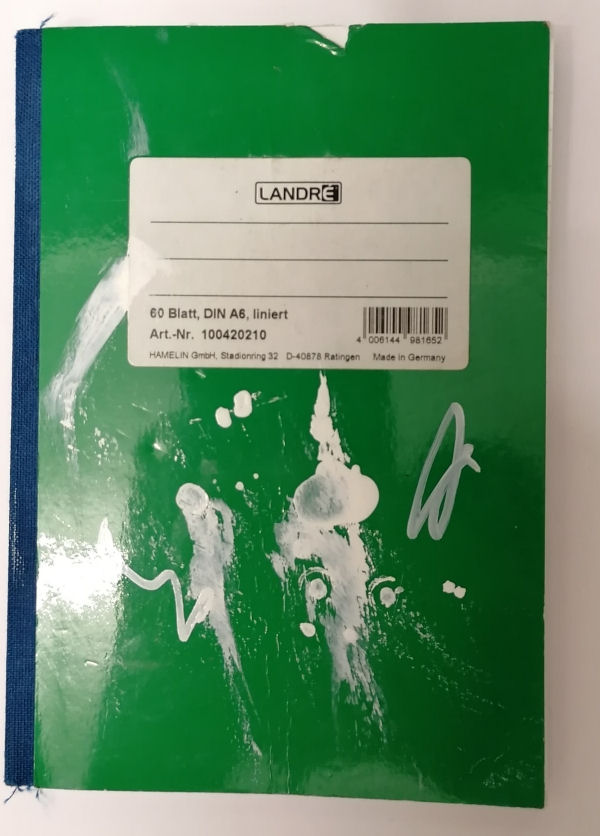 LANDRÉ
60 Blatt, DIN A6, liniert
Art.-Nr. 100420210
4 006144 981652
HAMELIN GmbH, Stadionring 32 D-40878 Ratingen Made in Germany